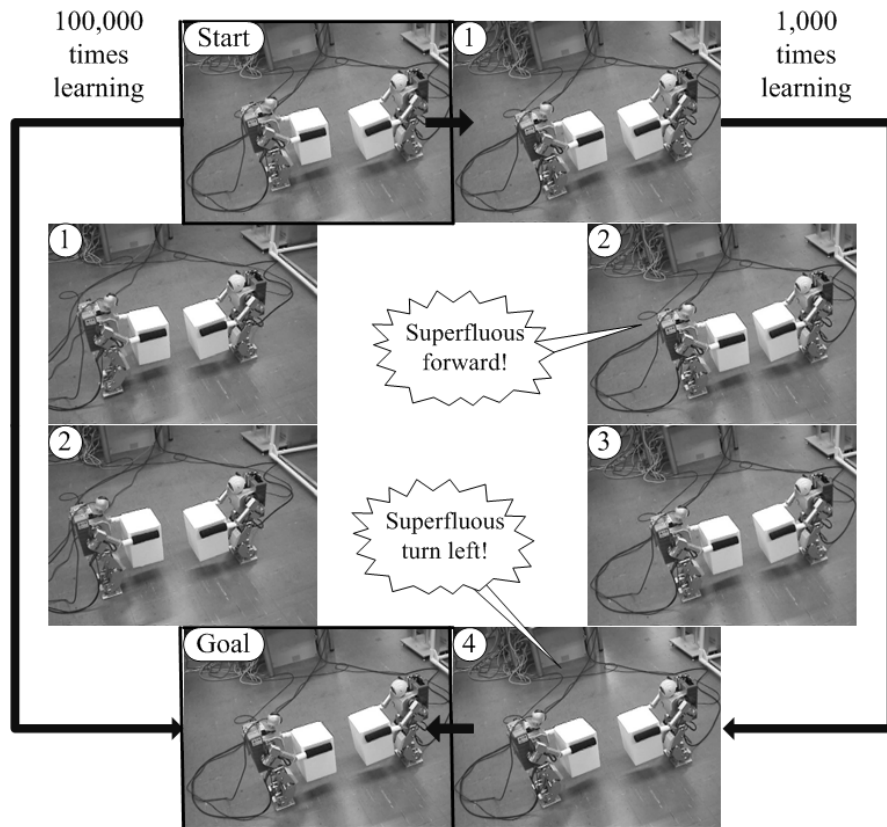 100,000
times
learning
Start
1
1,000
times
learning
1
2
Superfluous
forward!
2
3
Superfluous
turn left!
Goal
4